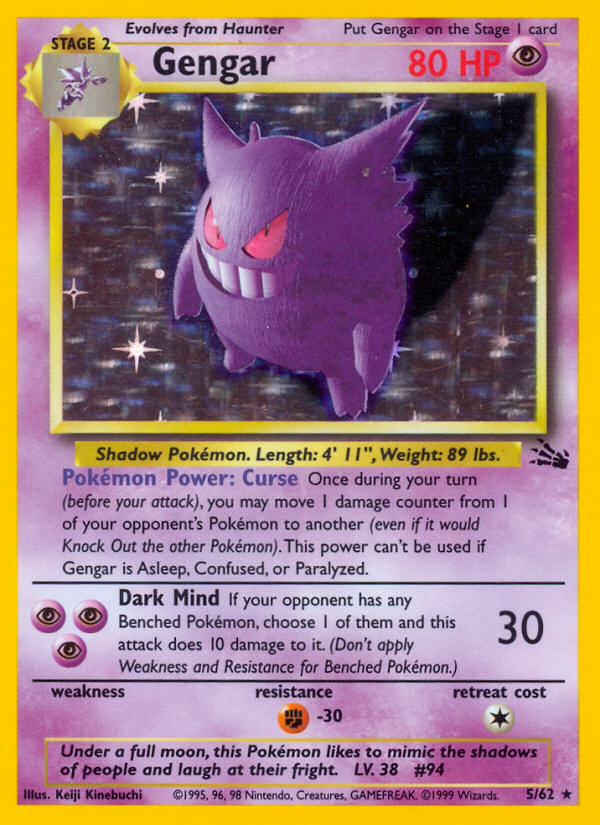 Evolves from Haunter Put Gengar on the Stage 1 card
STAGE 2
Gengar 80 HP
Shadow Pokémon. Length: 4' 11", Weight: 89 lbs.
Pokémon Power: Curse Once during your turn
(before your attack), you may move 1 damage counter from 1
of your opponent's Pokémon to another (even if it would
Knock Out the other Pokémon). This power can't be used if
Gengar is Asleep, Confused, or Paralyzed.
Dark Mind If your opponent has any
Benched Pokémon, choose 1 of them and this
attack does 10 damage to it. (Don't apply
Weakness and Resistance for Benched Pokémon.)
30
weakness resistance retreat cost
-30
Under a full moon, this Pokémon likes to mimic the shadows
of people and laugh at their fright. LV. 38 #94
Illus. Keiji Kinebuchi ©1995, 96, 98 Nintendo, Creatures, GAMEFREAK. ©1999 Wizards. 5/62 ★